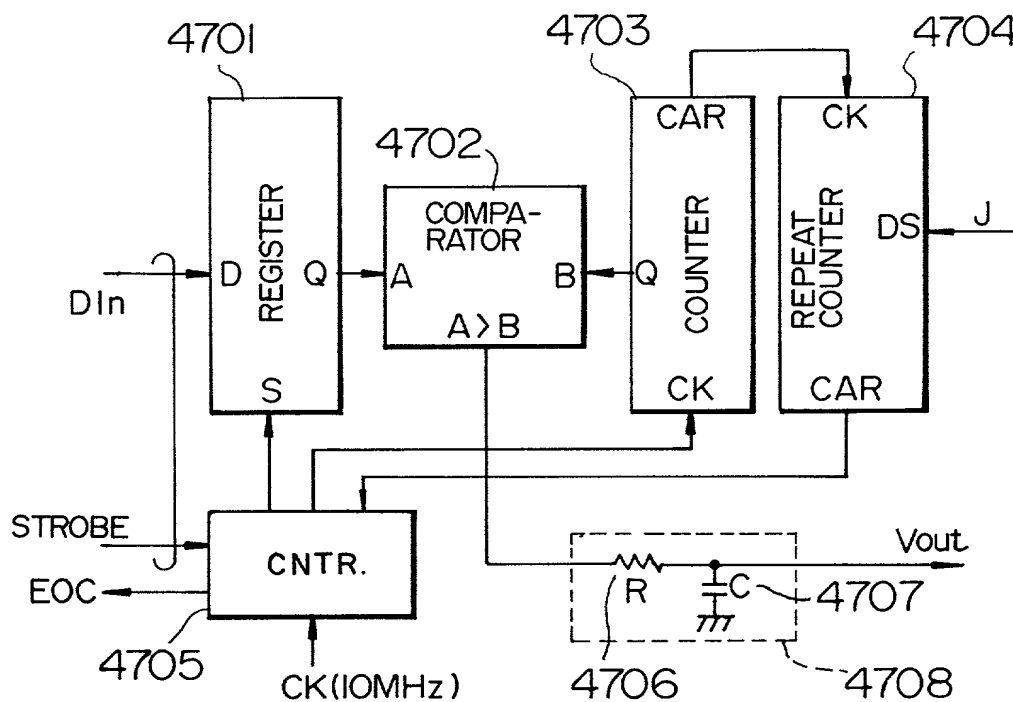 4701
4703
4704
CAR
CK
4702
COMPA-
RATOR
REGISTER
COUNTER
REPEAT
COUNTER
DS
J
DIn
D
Q
A
B
Q
A>B
S
CK
CAR
STROBE
CNTR.
EOC
Vout
R
C
4707
4705
CK(10MHz)
4706
4708